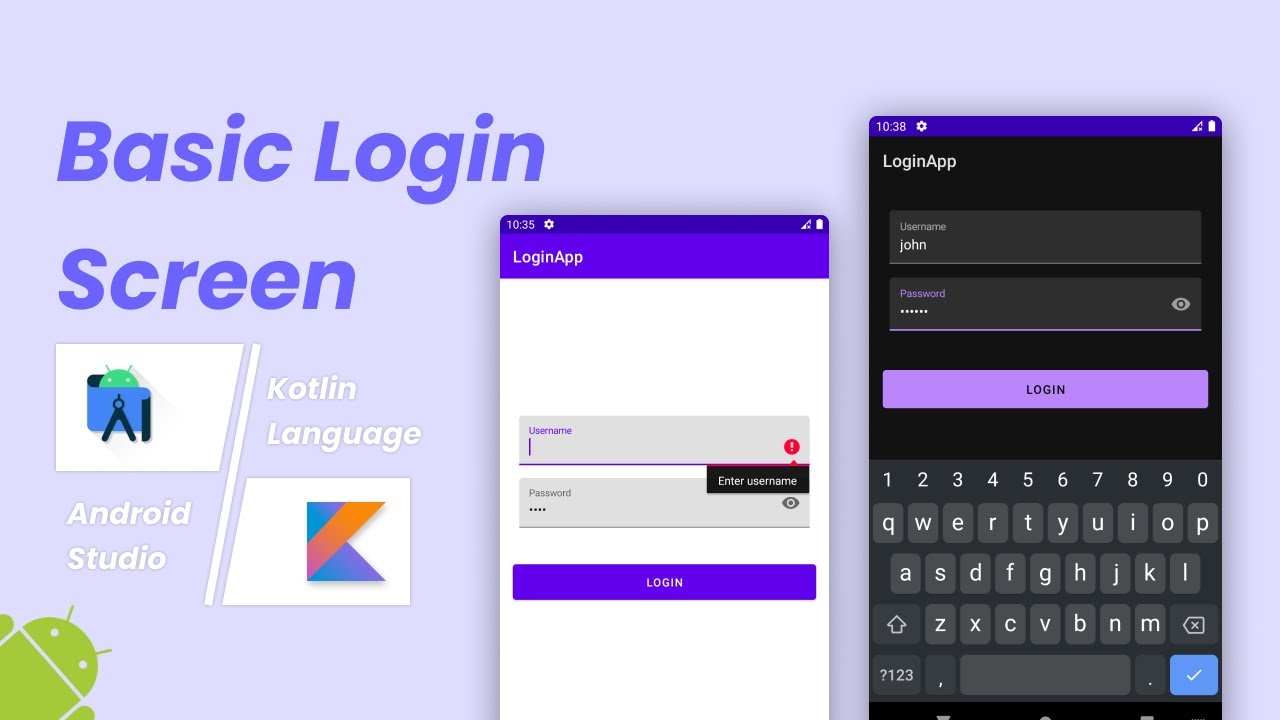 Basic Login
Screen
Kotlin
Language
Android
Studio
10:35
LoginApp
Username
Enter username
Password
••••
LOGIN
10:38
LoginApp
Username
john
Password
••••••
LOGIN
1 2 3 4 5 6 7 8 9 0
q w e r t y u i o p
a s d f g h j k l
z x c v b n m
?123 , .